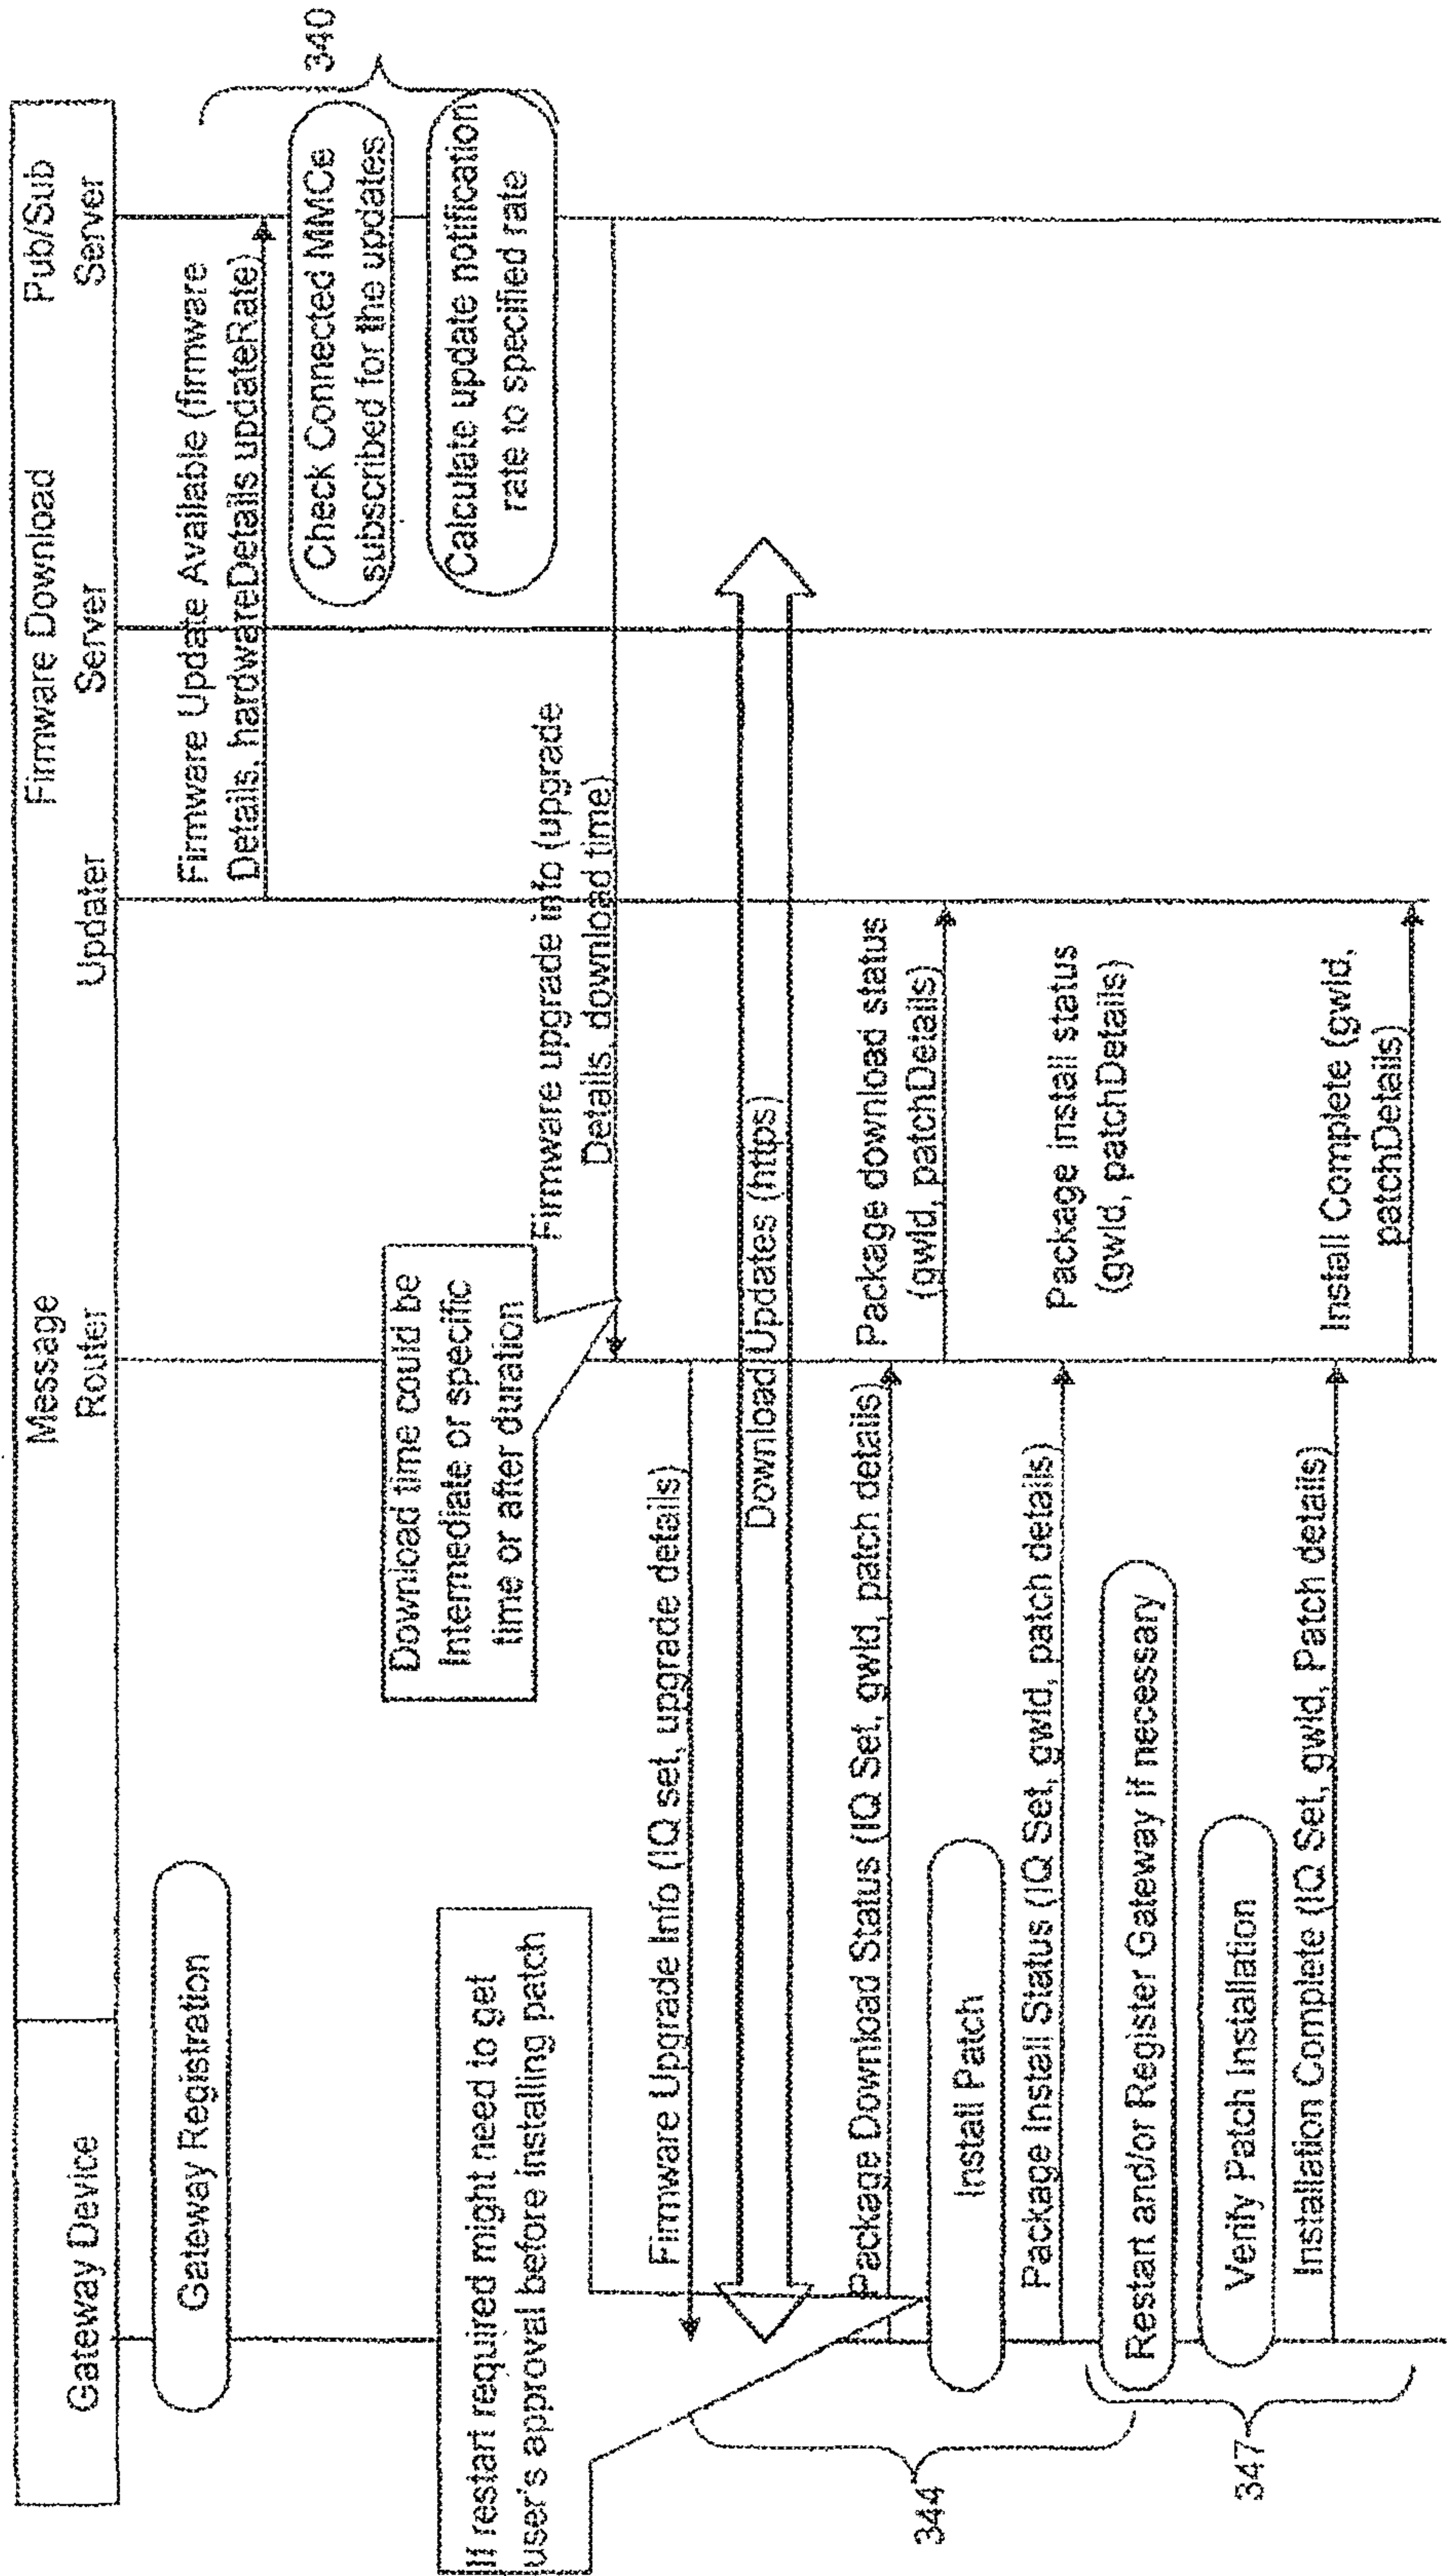 Gateway Device
Message
Router
Updater
Firmware Download
Server
Pub/Sub
Server
Gateway Registration
Firmware Update Available (firmware
Details, hardwareDetails updateRate)
Check Connected MMCe
subscribed for the updates
Calculate update notification
rate to specified rate
340
Download time could be
Intermediate or specific
time or after duration
Firmware upgrade info (upgrade
Details, download time)
If restart required might need to get
user's approval before installing patch
Firmware Upgrade Info (IQ set, upgrade details)
Download Updates (https)
Package Download Status (IQ Set, gwId, patch details)
Package download status
(gwId, patchDetails)
Install Patch
Package Install Status (IQ Set, gwId, patch details)
Package install status
(gwId, patchDetails)
344
Restart and/or Register Gateway if necessary
Verify Patch Installation
Installation Complete (IQ Set, gwId, Patch details)
Install Complete (gwId,
patchDetails)
347